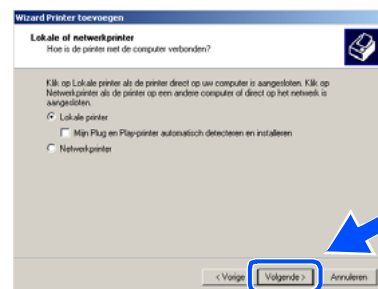 Wizard Printer toevoegen
Lokale of netwerkprinter
Hoe is de printer met de computer verbonden?
Klik op Lokale printer als de printer direct op uw computer is aangesloten. Klik op
Netwerkprinter als de printer op een andere computer of direct op het netwerk is
aangesloten.
Lokale printer
Mijn Plug en Play-printer automatisch detecteren en installeren
Netwerkprinter
< Vorige
Volgende >
Annuleren